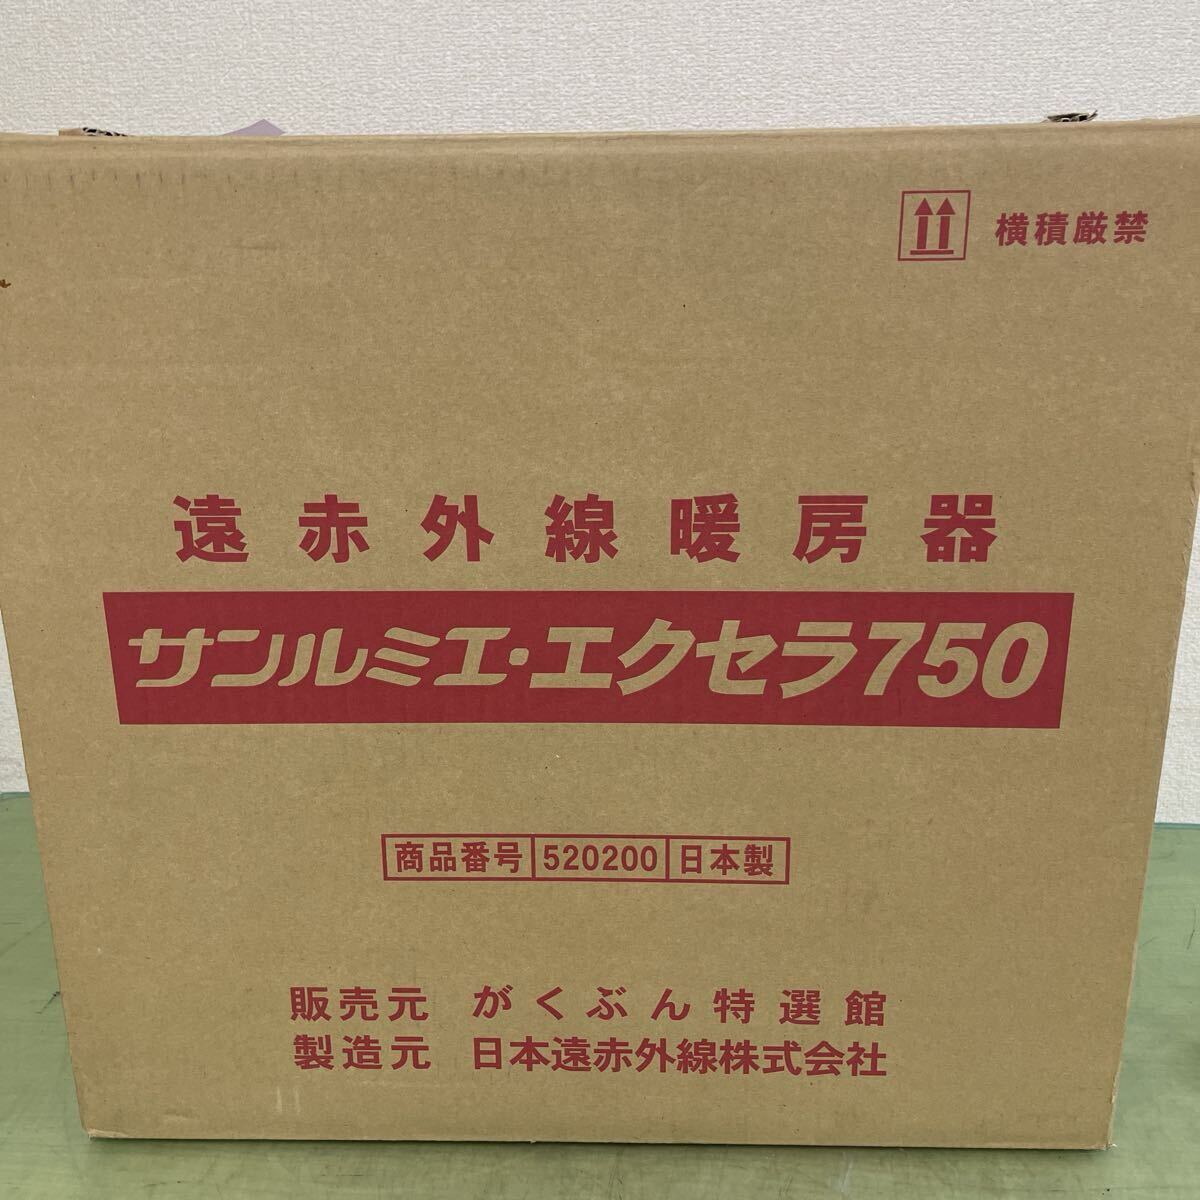 横積厳禁
遠赤外線暖房器
サンルミエ・エクセラ750
商品番号 520200 日本製
販売元 がくぶん特選館
製造元 日本遠赤外線株式会社